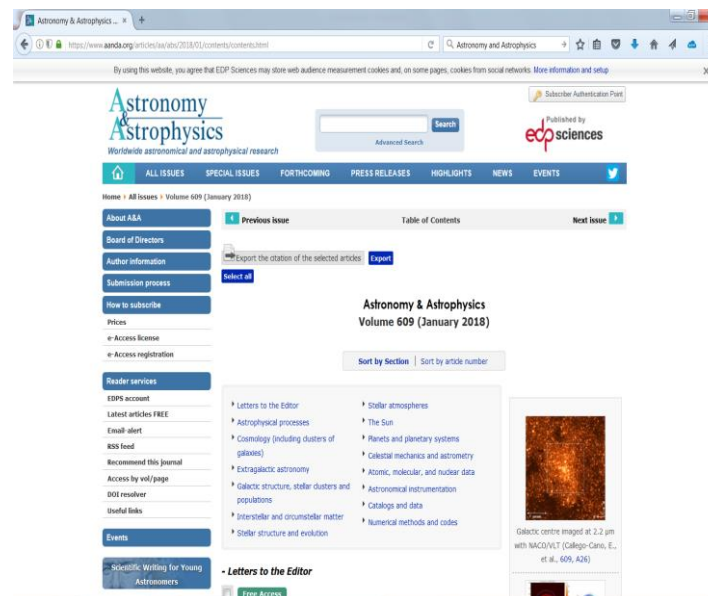 Astronomy & Astrophysics ... × +
https://www.aanda.org/articles/aa/abs/2018/01/contents/contents.html
Astronomy and Astrophysics
By using this website, you agree that EDP Sciences may store web audience measurement cookies and, on some pages, cookies from social networks. More information and setup X
Astronomy
&
Astrophysics
Worldwide astronomical and astrophysical research
Search
Advanced Search
Subscriber Authentication Point
Published by
edp sciences
ALL ISSUES SPECIAL ISSUES FORTHCOMING PRESS RELEASES HIGHLIGHTS NEWS EVENTS
Home All issues Volume 609 (January 2018)
About A&A
Board of Directors
Author information
Submission process
How to subscribe
Prices
e-Access license
e-Access registration
Reader services
EDPS account
Latest articles FREE
Email-alert
RSS feed
Recommend this journal
Access by vol/page
DOI resolver
Useful links
Events
Scientific Writing for Young
Astronomers
Previous issue Table of Contents Next issue
Export the citation of the selected articles Export
Select all
Astronomy & Astrophysics
Volume 609 (January 2018)
Sort by Section | Sort by article number
Letters to the Editor
Astrophysical processes
Cosmology (including clusters of
galaxies)
Extragalactic astronomy
Galactic structure, stellar clusters and
populations
Interstellar and circumstellar matter
Stellar structure and evolution
Stellar atmospheres
The Sun
Planets and planetary systems
Celestial mechanics and astrometry
Atomic, molecular, and nuclear data
Astronomical instrumentation
Catalogs and data
Numerical methods and codes
Galactic centre imaged at 2.2 μm
with NACO/VLT (Callego-Cano, E.,
et al., 609, A26)
- Letters to the Editor
Free Access